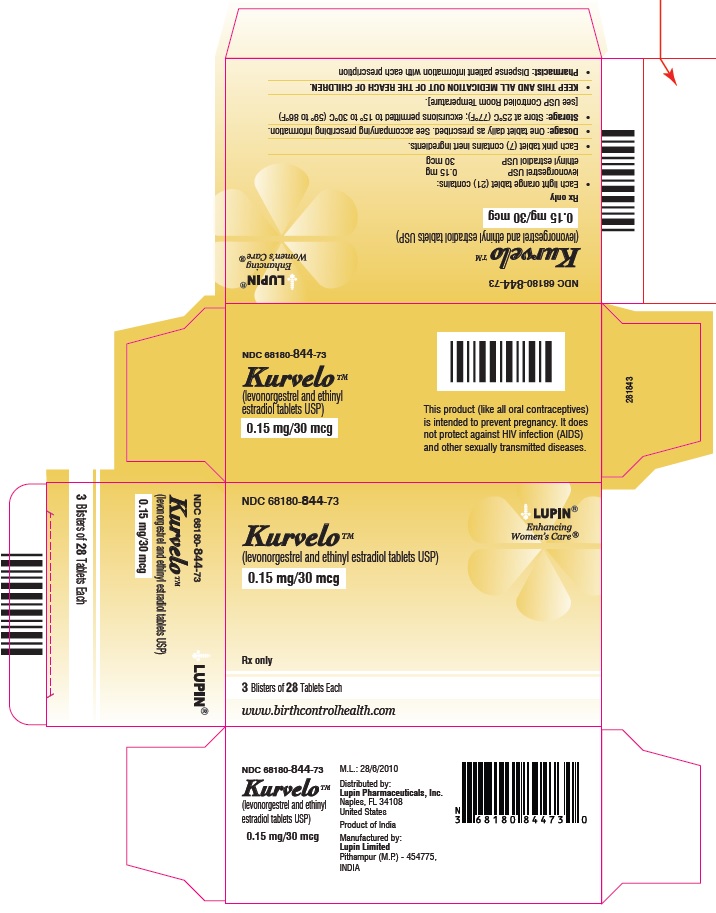 NDC 68180-844-73
Kurvelo™
(levonorgestrel and ethinyl estradiol tablets USP)
0.15 mg/30 mcg
Rx only
• Each light orange tablet (21) contains:
levonorgestrel USP 0.15 mg
ethinyl estradiol USP 30 mcg
• Each pink tablet (7) contains inert ingredients.
• Dosage: One tablet daily as prescribed. See accompanying prescribing information.
• Storage: Store at 25°C (77°F); excursions permitted to 15° to 30°C (59° to 86°F)
[see USP Controlled Room Temperature].
• KEEP THIS AND ALL MEDICATION OUT OF THE REACH OF CHILDREN.
• Pharmacist: Dispense patient information with each prescription
LUPIN®
Enhancing
Women's Care®
NDC 68180-844-73
Kurvelo™
(levonorgestrel and ethinyl
estradiol tablets USP)
0.15 mg/30 mcg
This product (like all oral contraceptives)
is intended to prevent pregnancy. It does
not protect against HIV infection (AIDS)
and other sexually transmitted diseases.
281843
NDC 68180-844-73
Kurvelo™
(levonorgestrel and ethinyl estradiol tablets USP)
0.15 mg/30 mcg
3 Blisters of 28 Tablets Each
LUPIN®
NDC 68180-844-73
Kurvelo™
(levonorgestrel and ethinyl estradiol tablets USP)
0.15 mg/30 mcg
LUPIN®
Enhancing
Women's Care®
Rx only
3 Blisters of 28 Tablets Each
www.birthcontrolhealth.com
NDC 68180-844-73
Kurvelo™
(levonorgestrel and ethinyl
estradiol tablets USP)
0.15 mg/30 mcg
M.L.: 28/6/2010
Distributed by:
Lupin Pharmaceuticals, Inc.
Naples, FL 34108
United States
Product of India
Manufactured by:
Lupin Limited
Pithampur (M.P.) - 454775,
INDIA
N
3 68180 84473 0